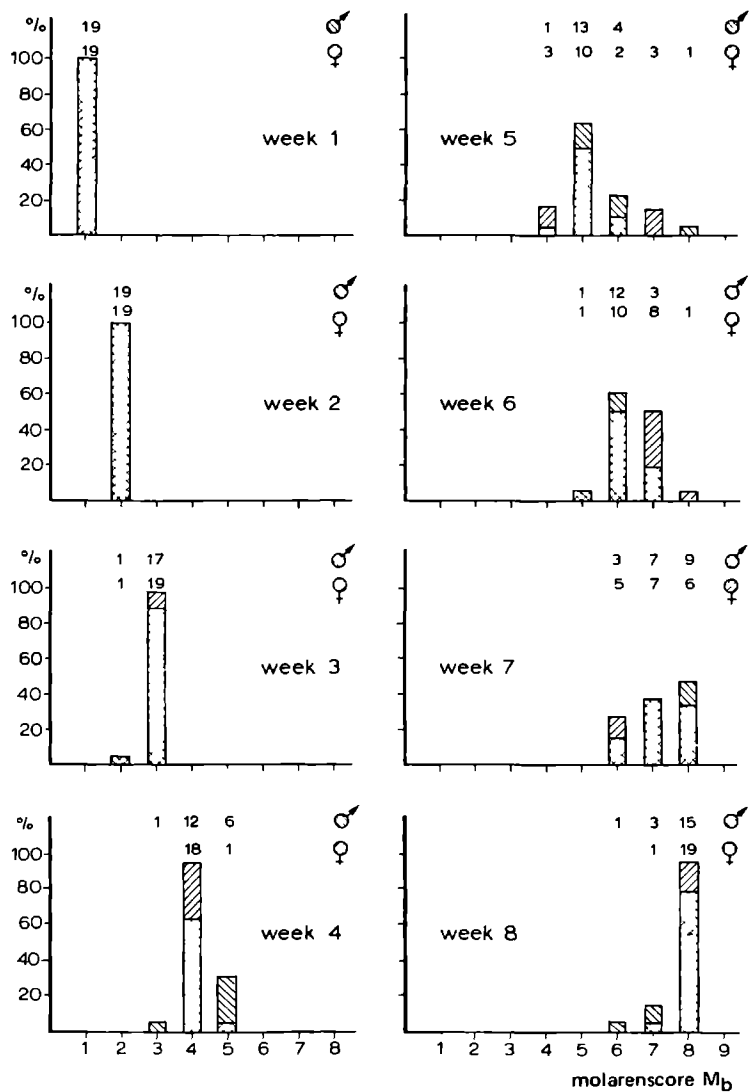 %
19 ♂
19 ♀
100
80
60
40
20
week 1
1 13 4 ♂
3 10 2 3 1 ♀
week 5
%
19 ♂
19 ♀
100
80
60
40
20
week 2
1 12 3 ♂
1 10 8 1 ♀
week 6
%
1 17 ♂
1 19 ♀
100
80
60
40
20
week 3
3 7 9 ♂
5 7 6 ♀
week 7
%
1 12 6 ♂
18 1 ♀
100
80
60
40
20
week 4
1 2 3 4 5 6 7 8
1 3 15 ♂
1 19 ♀
week 8
1 2 3 4 5 6 7 8 9
molarenscore Mb